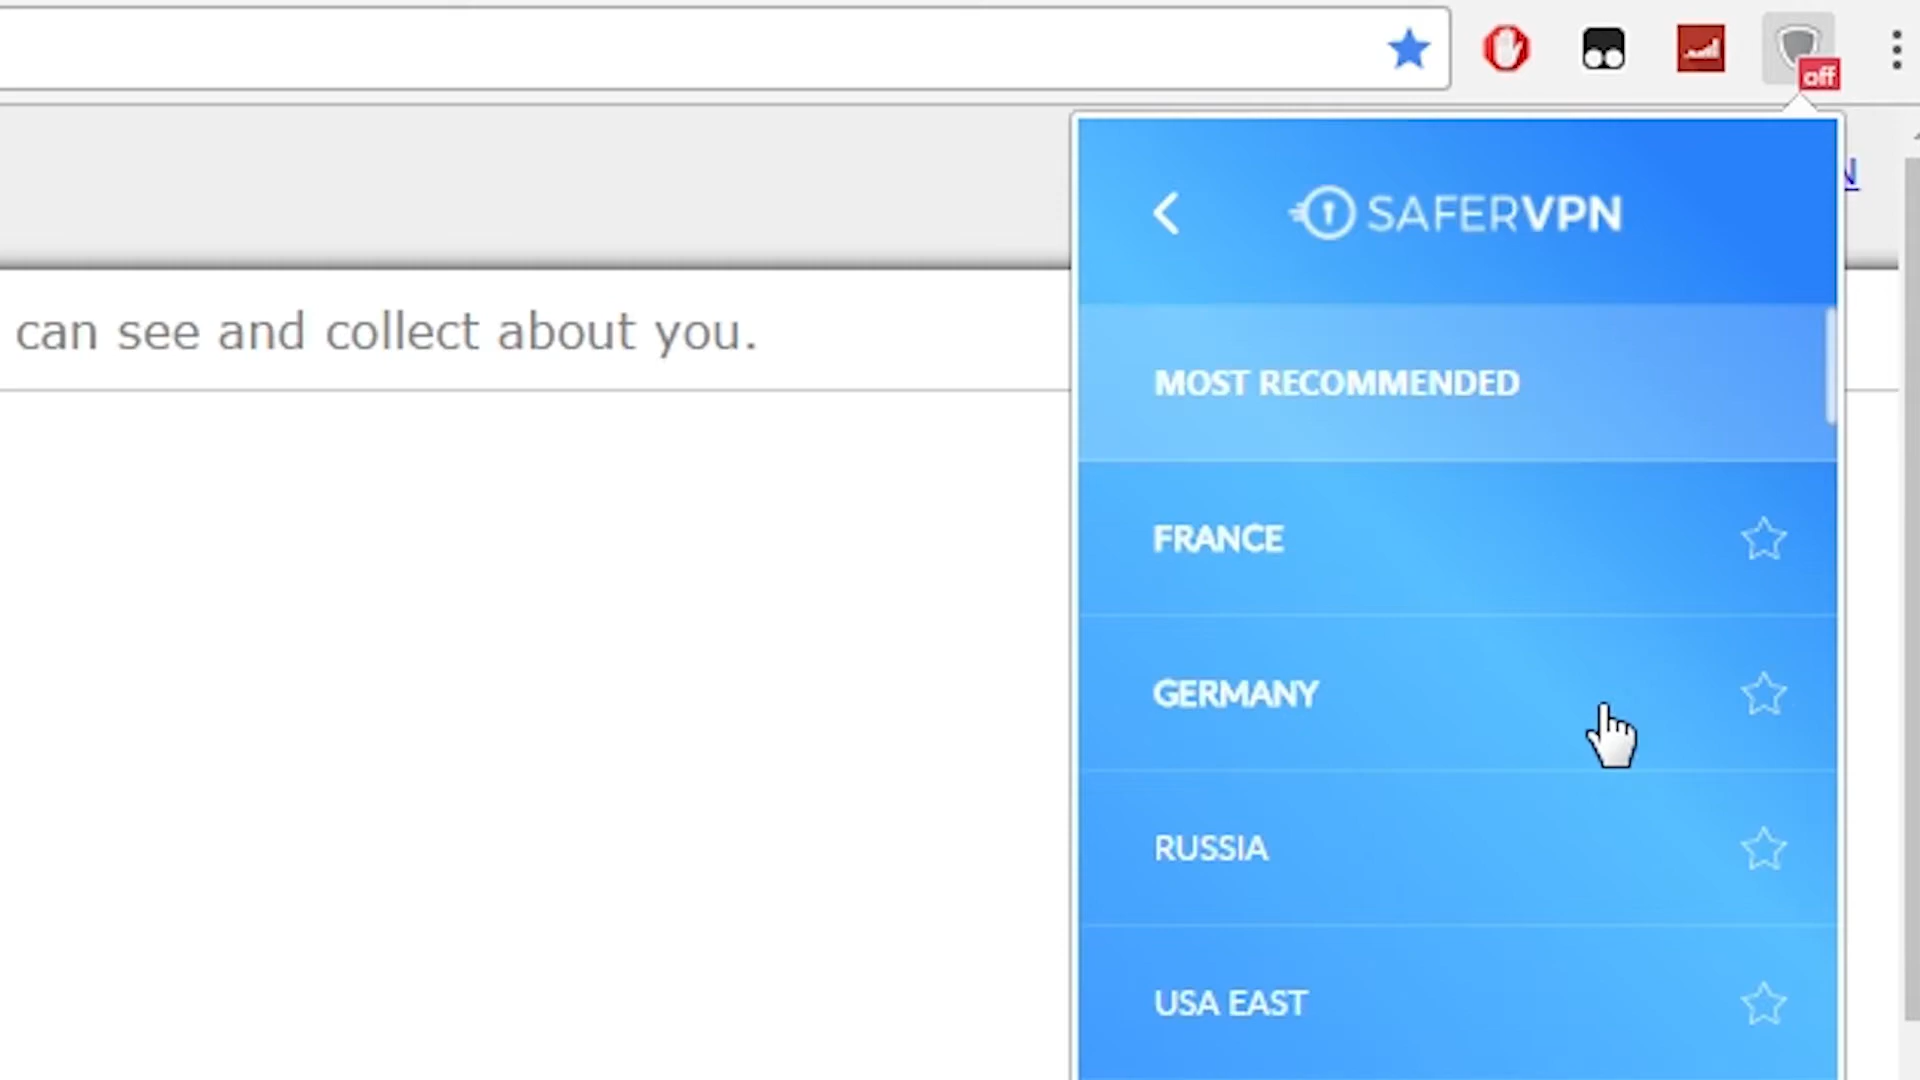 off
N
SAFERVPN
can see and collect about you.
MOST RECOMMENDED
FRANCE
GERMANY
RUSSIA
USA EAST